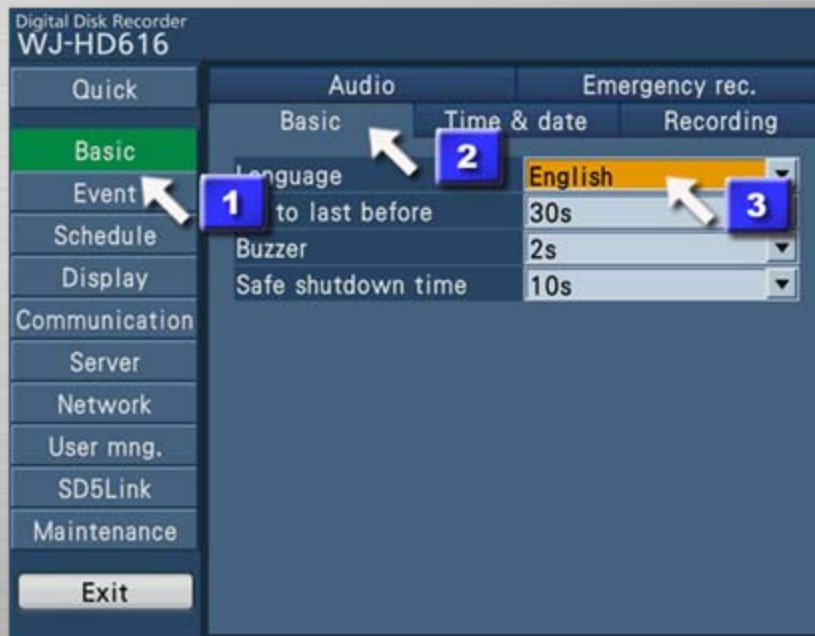 Digital Disk Recorder
WJ-HD616
Quick
Basic
Event
Schedule
Display
Communication
Server
Network
User mng.
SD5Link
Maintenance
Exit
Audio Emergency rec.
Basic Time & date Recording
Language English
to last before 30s
Buzzer 2s
Safe shutdown time 10s
1
2
3